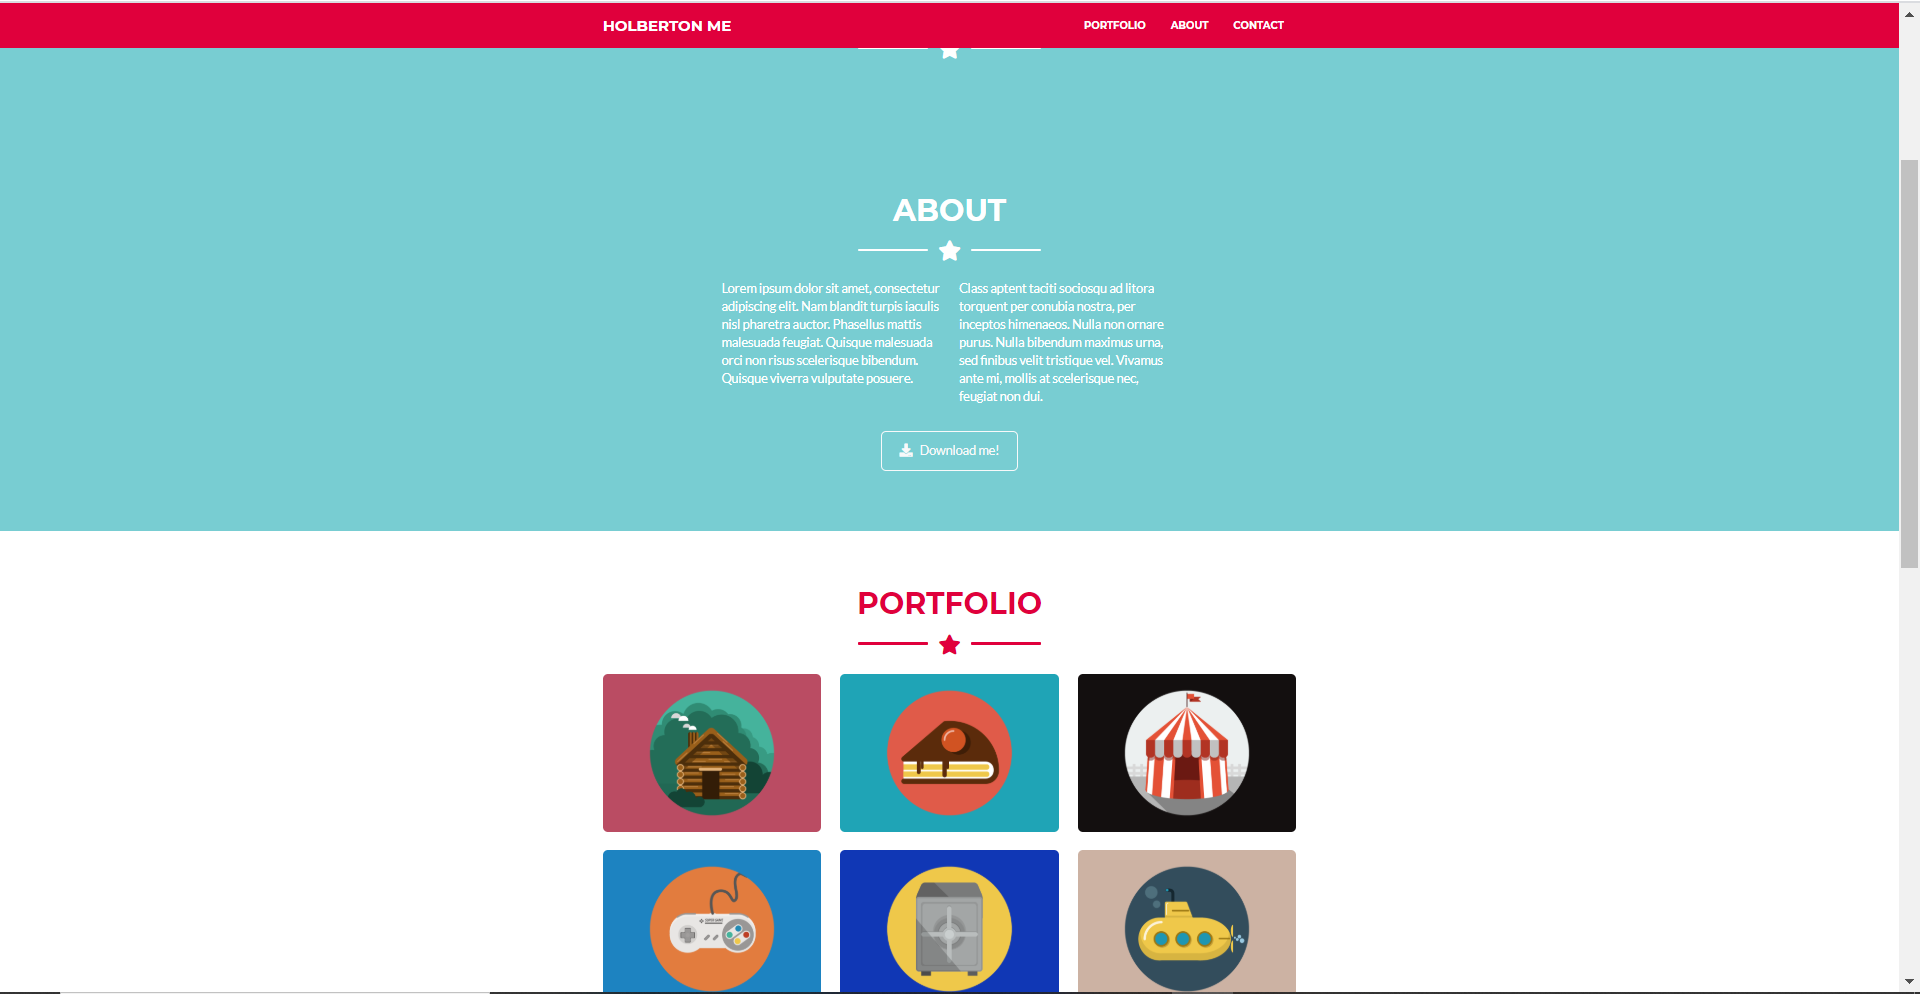 HOLBERTON ME
PORTFOLIO ABOUT CONTACT
ABOUT
Lorem ipsum dolor sit amet, consectetur
adipiscing elit. Nam blandit turpis iaculis
nisl pharetra auctor. Phasellus mattis
malesuada feugiat. Quisque malesuada
orci non risus scelerisque bibendum.
Quisque viverra vulputate posuere.
Class aptent taciti sociosqu ad litora
torquent per conubia nostra, per
inceptos himenaeos. Nulla non ornare
purus. Nulla bibendum maximus urna,
sed finibus velit tristique vel. Vivamus
ante mi, mollis at scelerisque nec,
feugiat non dui.
Download me!
PORTFOLIO